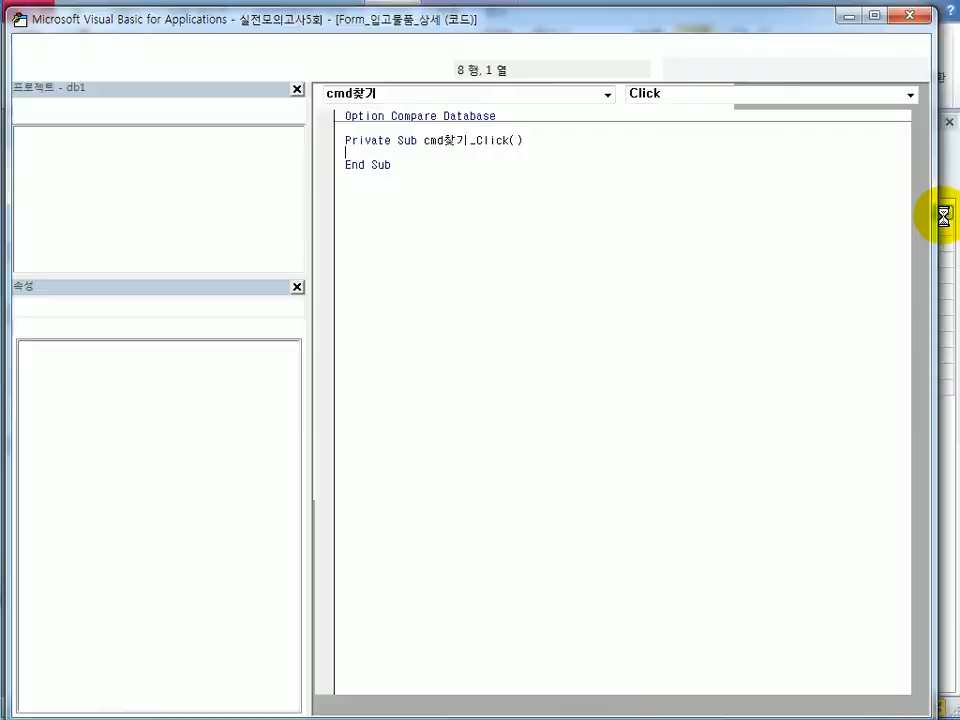 Microsoft Visual Basic for Applications - 실전모의고사5회 - [Form_입고물품_상세 (코드)]
8 행, 1 열
프로젝트 - db1
cmd찾기
Click
Option Compare Database
Private Sub cmd찾기_Click()
End Sub
속성